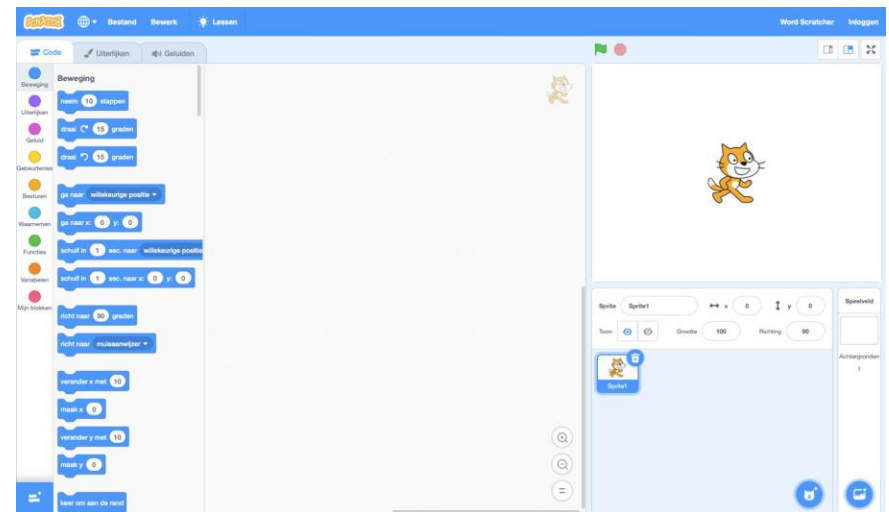 SCRATCH Bestand Bewerk Lessen Word Scratcher Inloggen
Code Uiterlijken Geluiden
Beweging
Uiterlijken
Geluid
Gebeurtenisse
Besturen
Waarnemen
Functies
Variabelen
Mijn blokken
Beweging
neem 10 stappen
draai 15 graden
draai 15 graden
ga naar willekeurige positie
ga naar x: 0 y: 0
schuif in 1 sec. naar willekeurige positie
schuif in 1 sec. naar x: 0 y: 0
richt naar 90 graden
richt naar muisaanwijzer
verander x met 10
maak x 0
verander y met 10
maak y 0
keer om aan de rand
Sprite Sprite1 x 0 y 0
Toon Grootte 100 Richting 90
Sprite1
Speelveld
Achtergronden
1